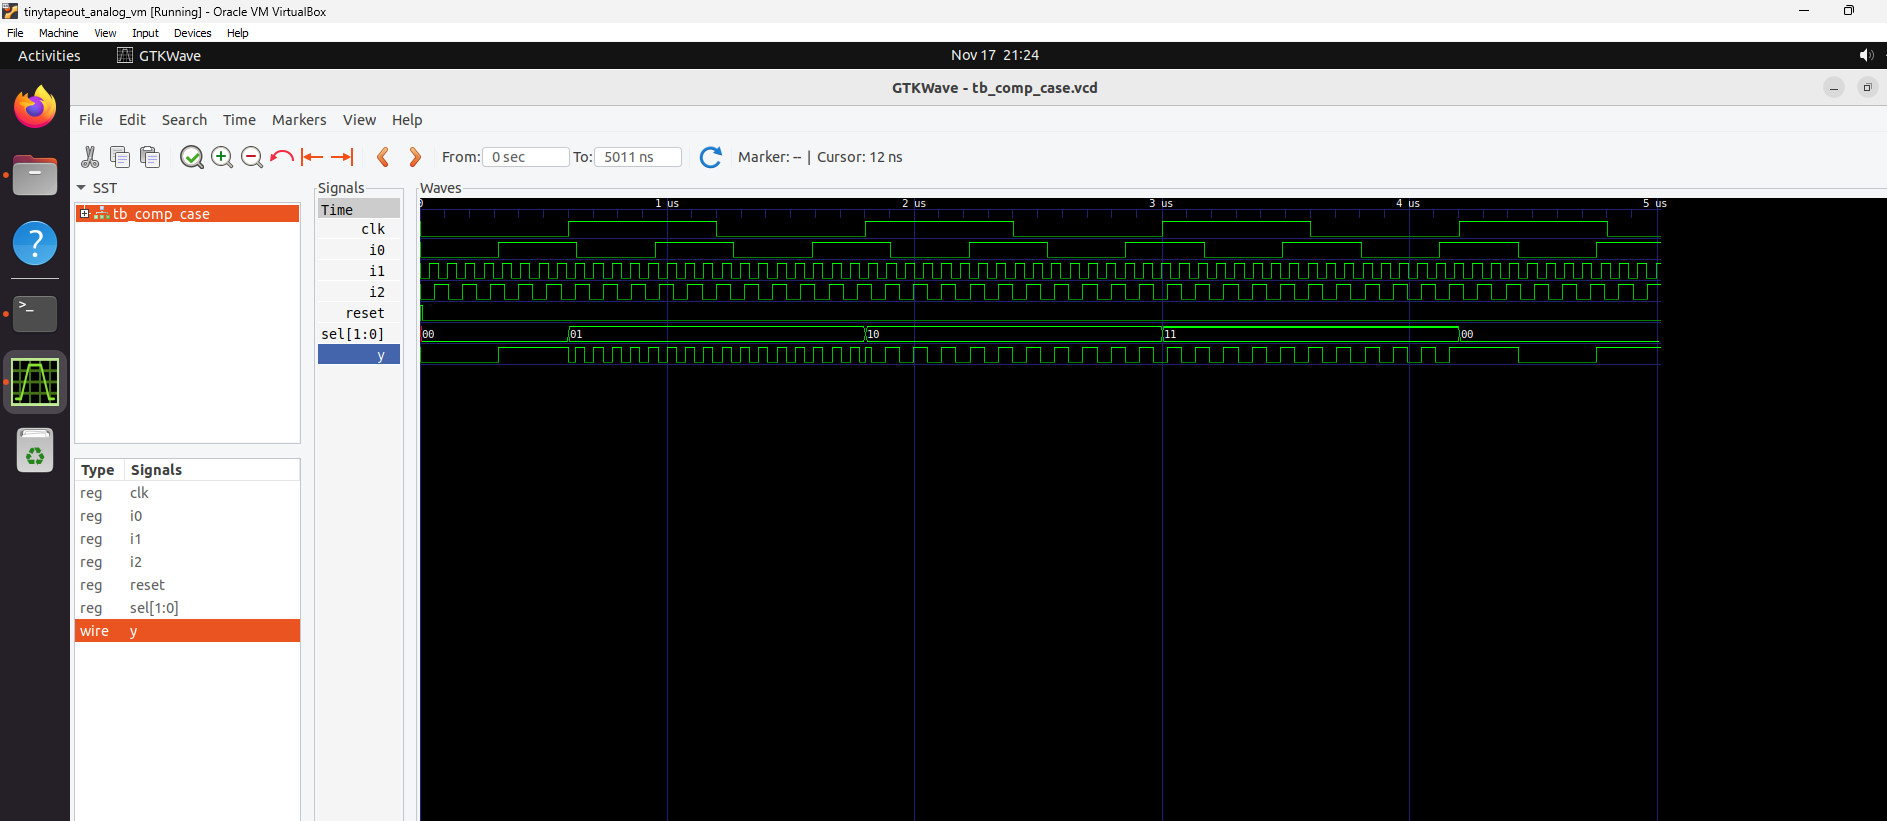 tinytapeout_analog_vm [Running] - Oracle VM VirtualBox
File Machine View Input Devices Help
Activities GTKWave Nov 17 21:24
GTKWave - tb_comp_case.vcd
File Edit Search Time Markers View Help
From: 0 sec To: 5011 ns Marker: -- | Cursor: 12 ns
SST
tb_comp_case
Type Signals
reg clk
reg i0
reg i1
reg i2
reg reset
reg sel[1:0]
wire y
Signals
Time
clk
i0
i1
i2
reset
sel[1:0]
y
Waves
0 1 us 2 us 3 us 4 us 5 us
00 01 10 11 00